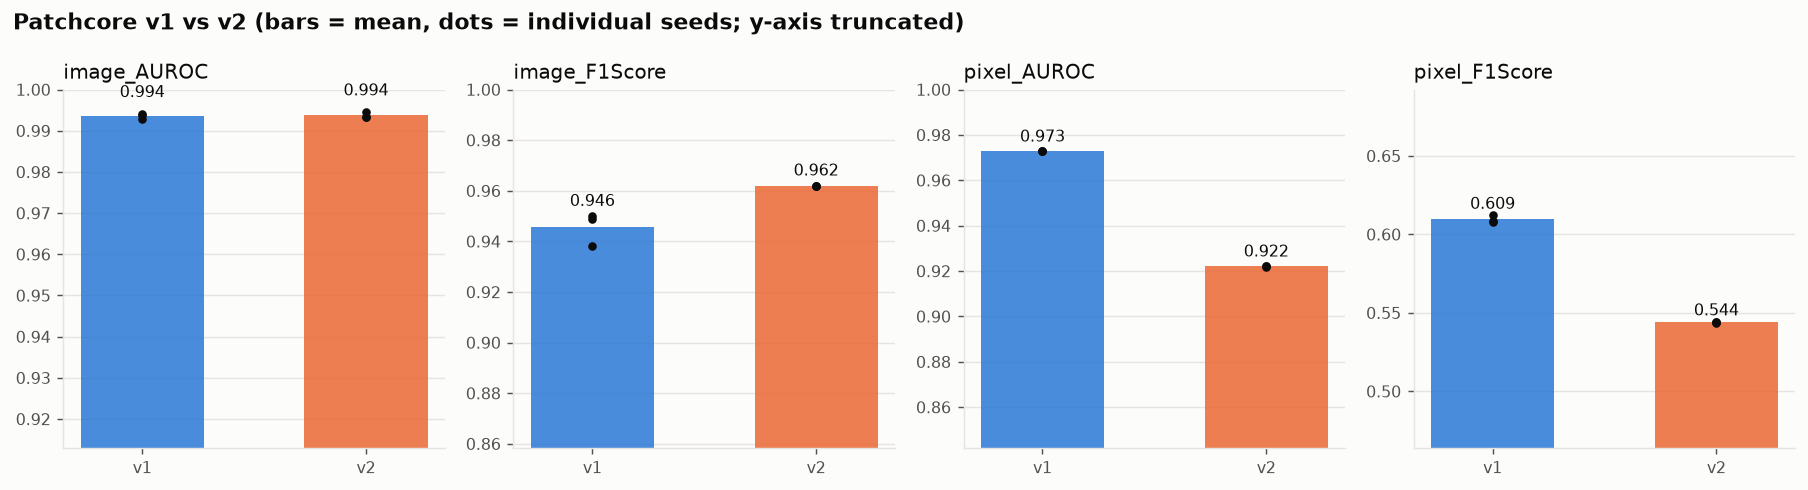 Patchcore v1 vs v2 (bars = mean, dots = individual seeds; y-axis truncated)
image_AUROC
1.00
0.99
0.98
0.97
0.96
0.95
0.94
0.93
0.92
0.994
0.994
v1
v2
image_F1Score
1.00
0.98
0.96
0.94
0.92
0.90
0.88
0.86
0.946
0.962
v1
v2
pixel_AUROC
1.00
0.98
0.96
0.94
0.92
0.90
0.88
0.86
0.973
0.922
v1
v2
pixel_F1Score
0.65
0.60
0.55
0.50
0.609
0.544
v1
v2